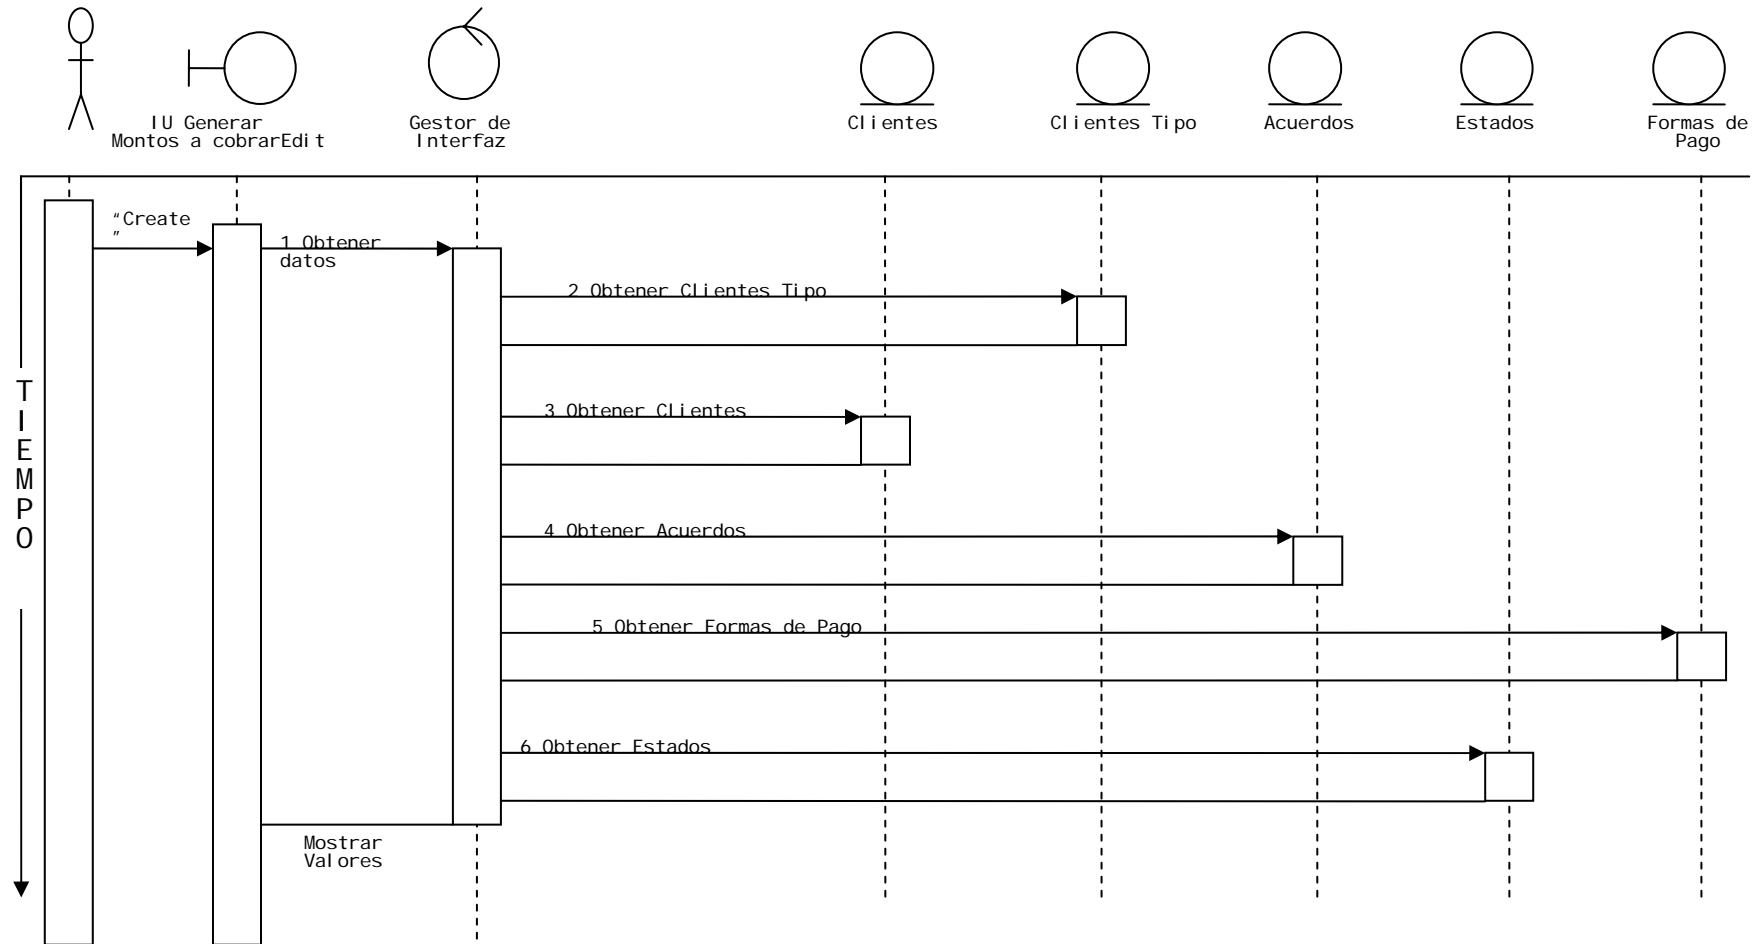 IU Generar
Montos a cobrarEdit
Gestor de
Interfaz
Clientes
Clientes Tipo
Acuerdos
Estados
Formas de
Pago
“Create
”
1 Obtener
datos
2 Obtener Clientes Tipo
3 Obtener Clientes
4 Obtener Acuerdos
5 Obtener Formas de Pago
6 Obtener Estados
Mostrar
Valores
TIEMPO